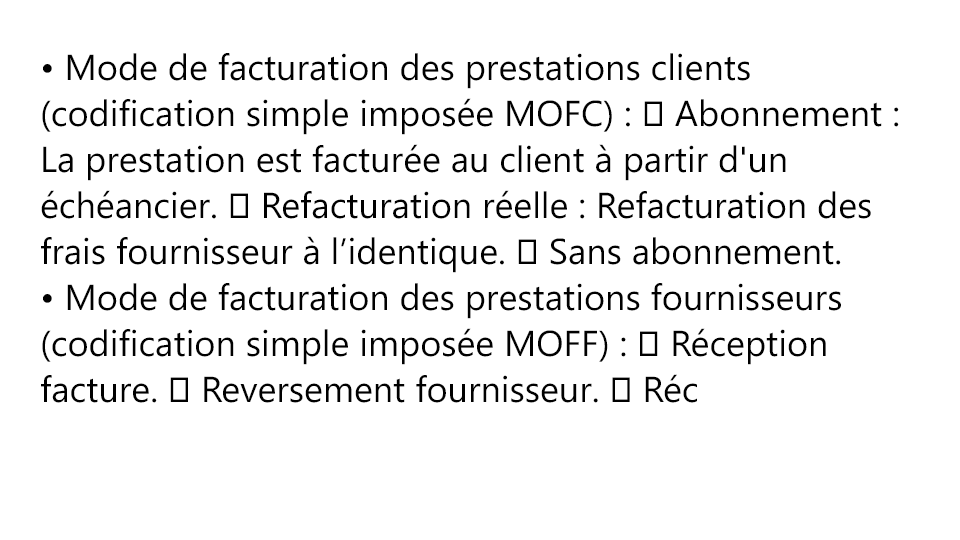 • Mode de facturation des prestations clients
(codification simple imposée MOFC) :  Abonnement :
La prestation est facturée au client à partir d'un
échéancier.  Refacturation réelle : Refacturation des
frais fournisseur à l’identique.  Sans abonnement.
• Mode de facturation des prestations fournisseurs
(codification simple imposée MOFF) :  Réception
facture.  Reversement fournisseur.  Réc